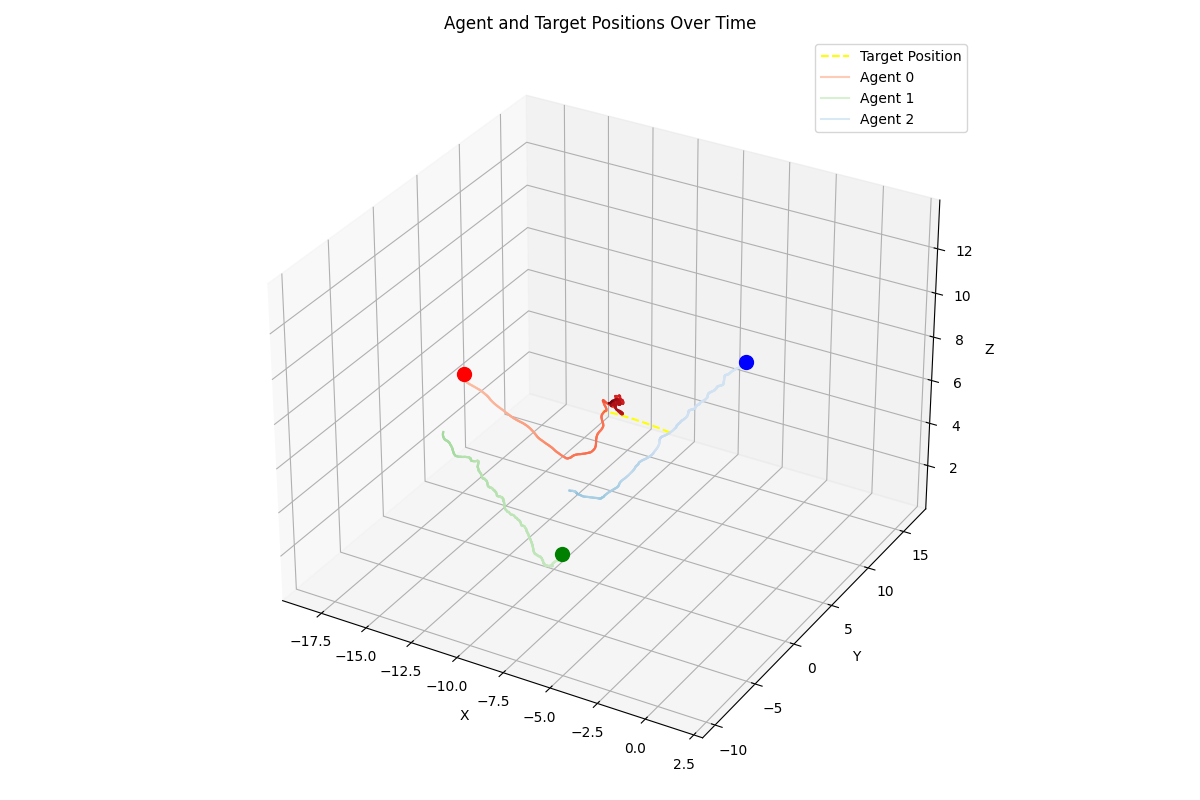 Agent and Target Positions Over Time
Target Position
Agent 0
Agent 1
Agent 2
12
10
8
6
4
2
Z
15
10
5
0
−5
−10
Y
−17.5
−15.0
−12.5
−10.0
−7.5
−5.0
−2.5
0.0
2.5
X